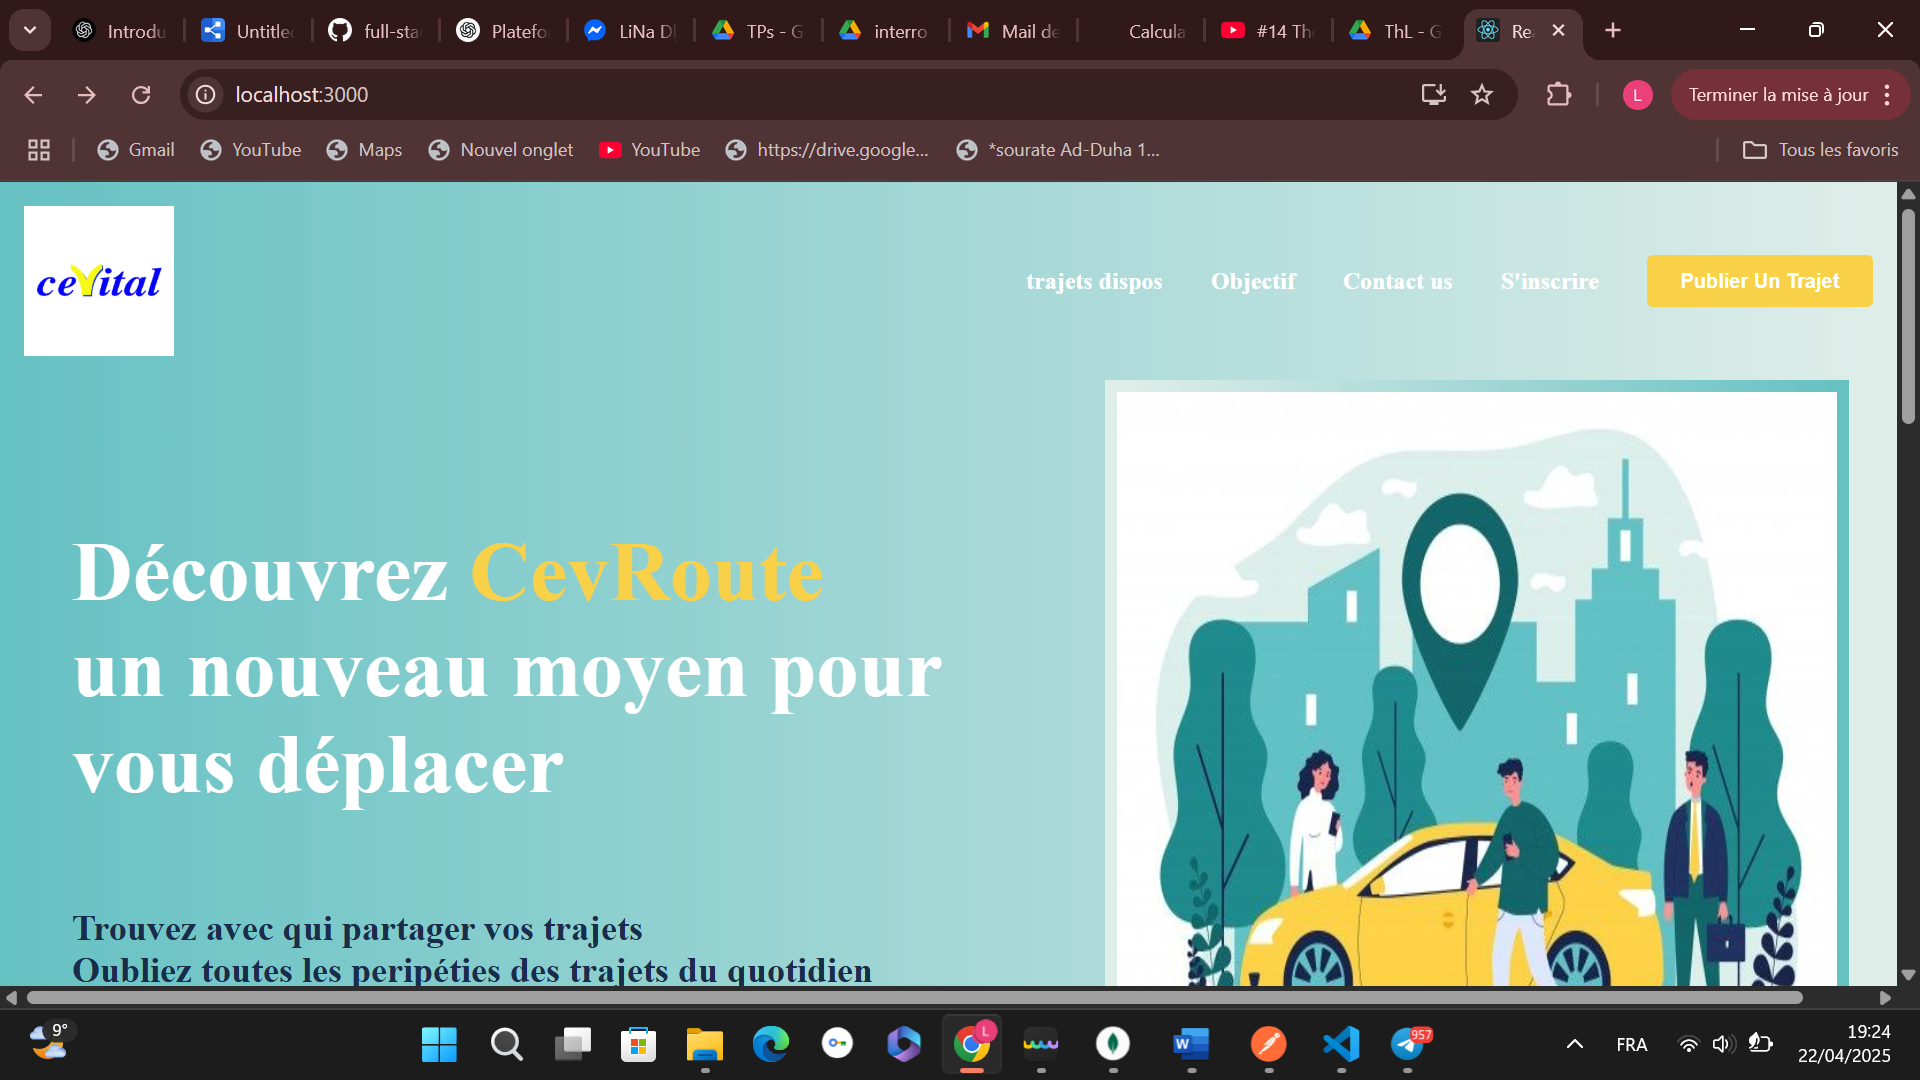 Introdu
Untitle
full-sta
Platefo
LiNa D
TPs - G
interro
Mail de
Calcula
#14 Th
ThL - G
Rea
localhost:3000
L
Terminer la mise à jour
Gmail
YouTube
Maps
Nouvel onglet
YouTube
https://drive.google...
*sourate Ad-Duha 1...
Tous les favoris
cevital
trajets dispos
Objectif
Contact us
S'inscrire
Publier Un Trajet
Découvrez CevRoute
un nouveau moyen pour
vous déplacer
Trouvez avec qui partager vos trajets
Oubliez toutes les peripéties des trajets du quotidien
9°
L
W
957
FRA
19:24
22/04/2025